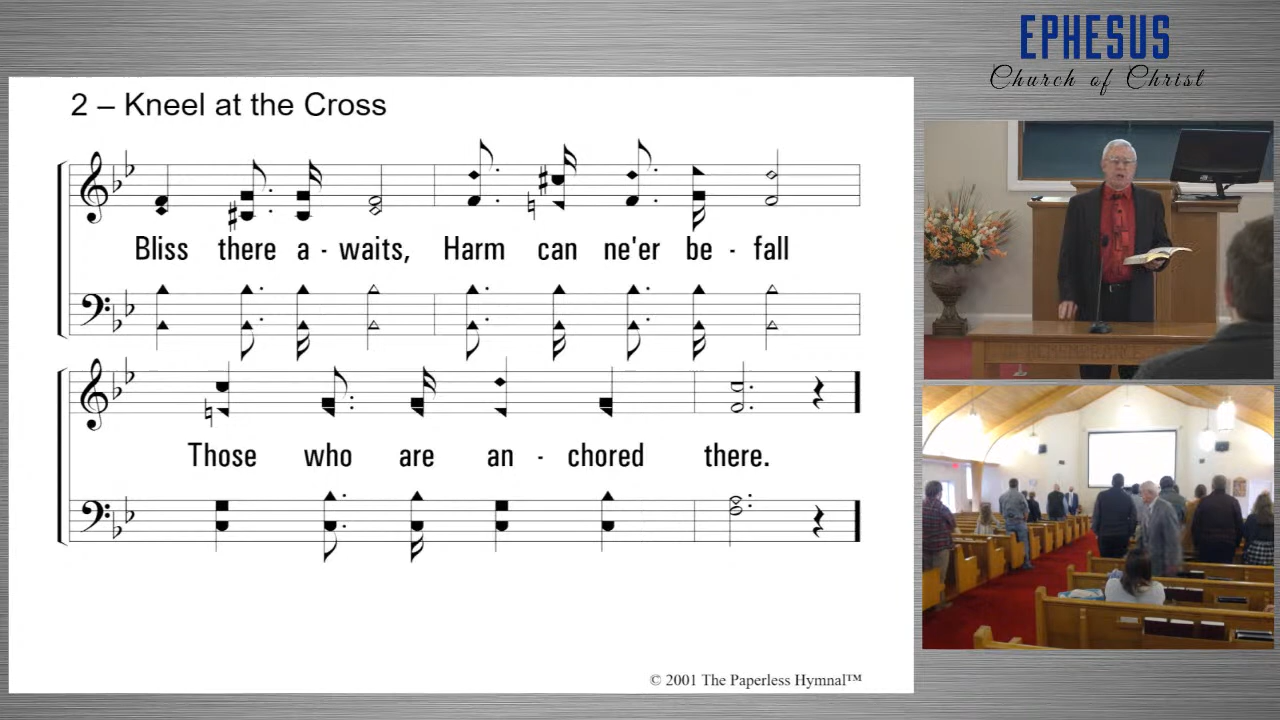 EPHESUS
Church of Christ
2 – Kneel at the Cross
Bliss there a - waits, Harm can ne'er be - fall
Those who are an - chored there.
© 2001 The Paperless Hymnal™
REMEMBRANCE